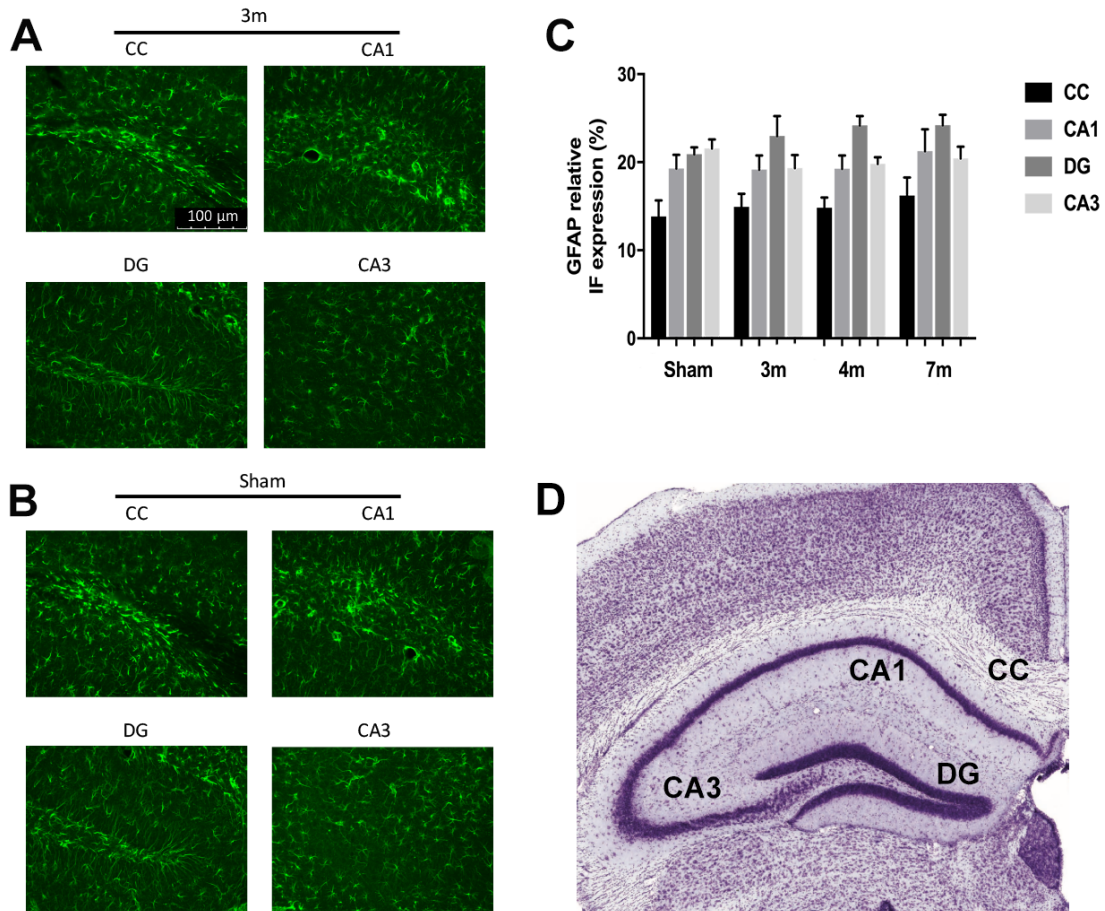 A
3m
CC
CA1
100 µm
DG
CA3
B
Sham
CC
CA1
DG
CA3
C
GFAP relative
IF expression (%)
30
20
10
0
Sham
3m
4m
7m
CC
CA1
DG
CA3
D
CA1
CC
CA3
DG